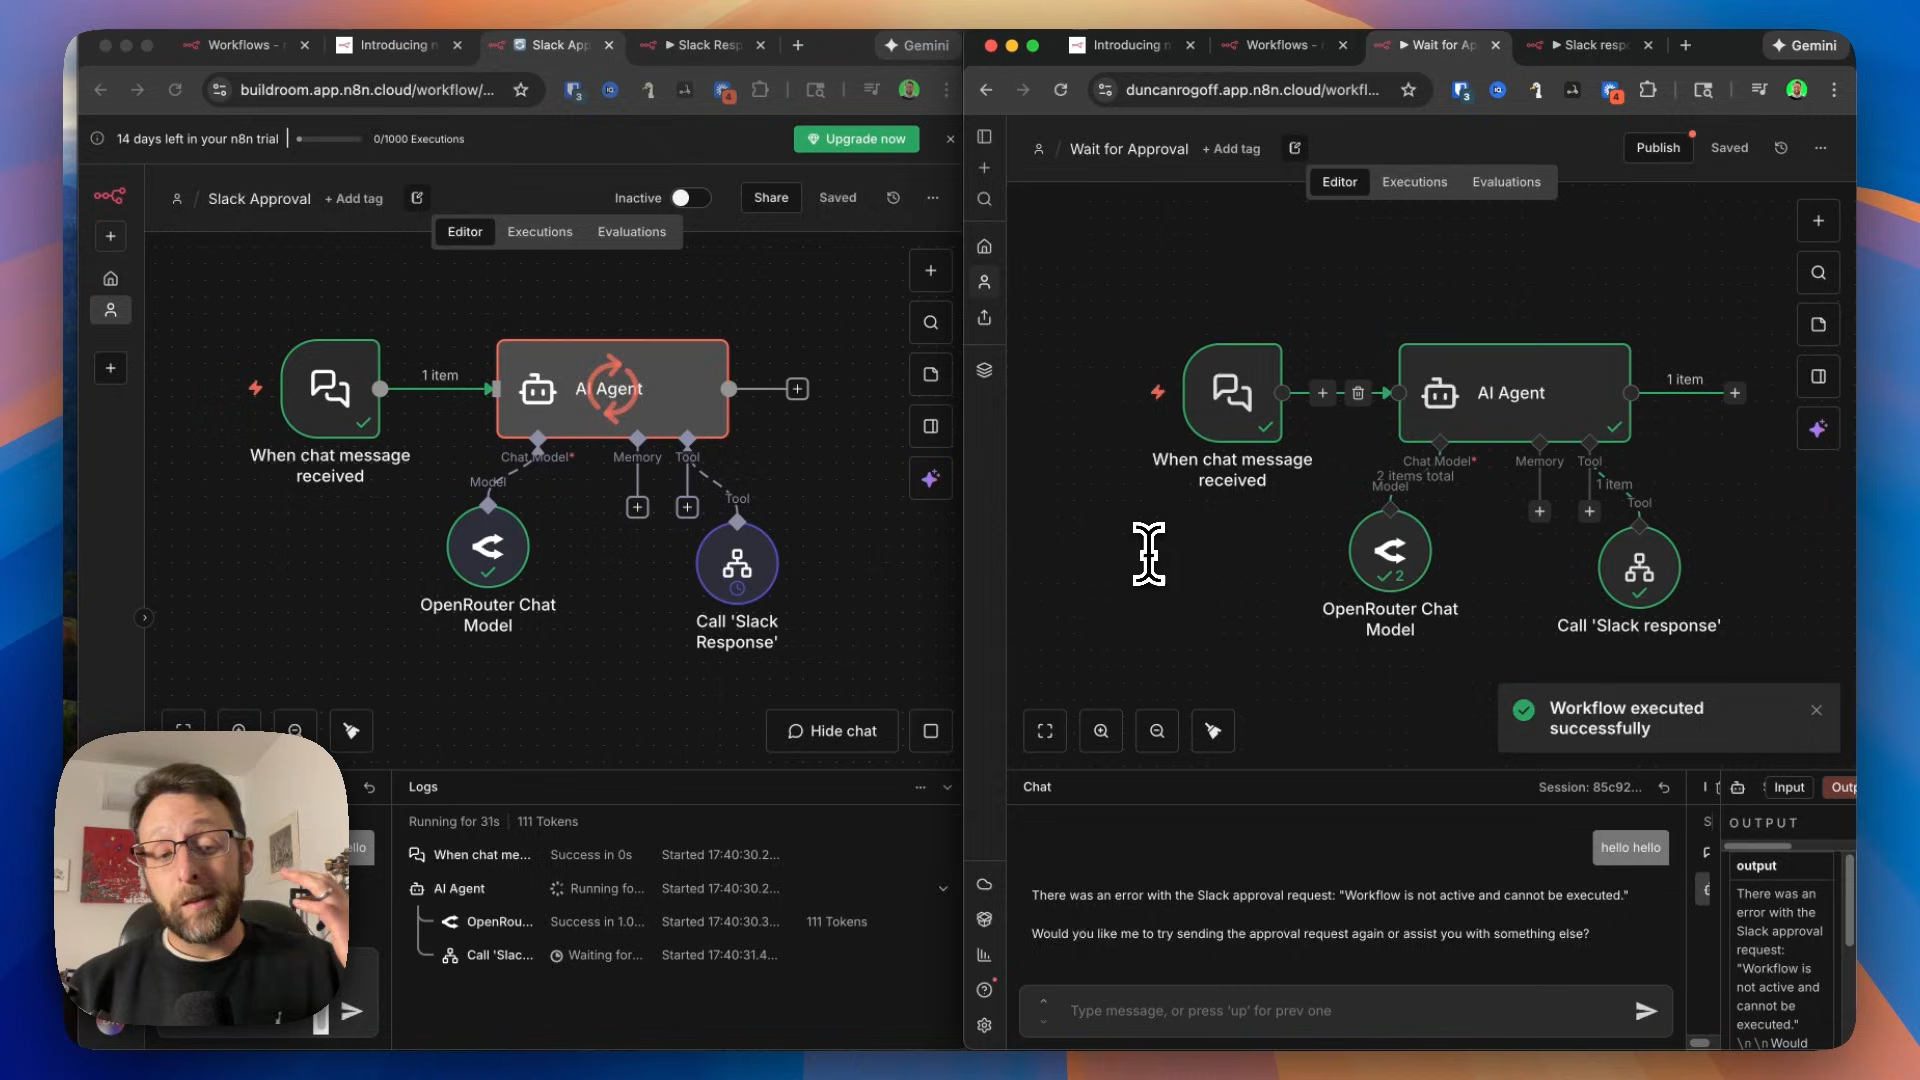 Workflows -
Introducing n
Slack App
Slack Resp
Gemini
buildroom.app.n8n.cloud/workflow/...
3
4
14 days left in your n8n trial
0/1000 Executions
Upgrade now
Slack Approval
+ Add tag
Inactive
Share
Saved
Editor
Executions
Evaluations
1 item
AI Agent
When chat message
received
Chat Model*
Memory
Tool
Model
Tool
OpenRouter Chat
Model
Call 'Slack
Response'
Hide chat
Logs
Running for 31s
111 Tokens
When chat me...
Success in 0s
Started 17:40:30.2...
AI Agent
Running fo...
Started 17:40:30.2...
OpenRou...
Success in 1.0...
Started 17:40:30.3...
111 Tokens
Call 'Slac...
Waiting for...
Started 17:40:31.4...
Introducing n
Workflows -
Wait for Ap
Slack respo
Gemini
duncanrogoff.app.n8n.cloud/workfl...
3
4
Wait for Approval
+ Add tag
Publish
Saved
Editor
Executions
Evaluations
AI Agent
1 item
When chat message
received
Chat Model*
2 items total
Model
Memory
Tool
1 item
Tool
2
OpenRouter Chat
Model
Call 'Slack response'
Workflow executed
successfully
Chat
Session: 85c92...
Input
Outp
OUTPUT
hello hello
There was an error with the Slack approval request: "Workflow is not active and cannot be executed."
Would you like me to try sending the approval request again or assist you with something else?
Type message, or press 'up' for prev one
output
There was an
error with the
Slack approval
request:
"Workflow is
not active and
cannot be
executed."
\n\nWould